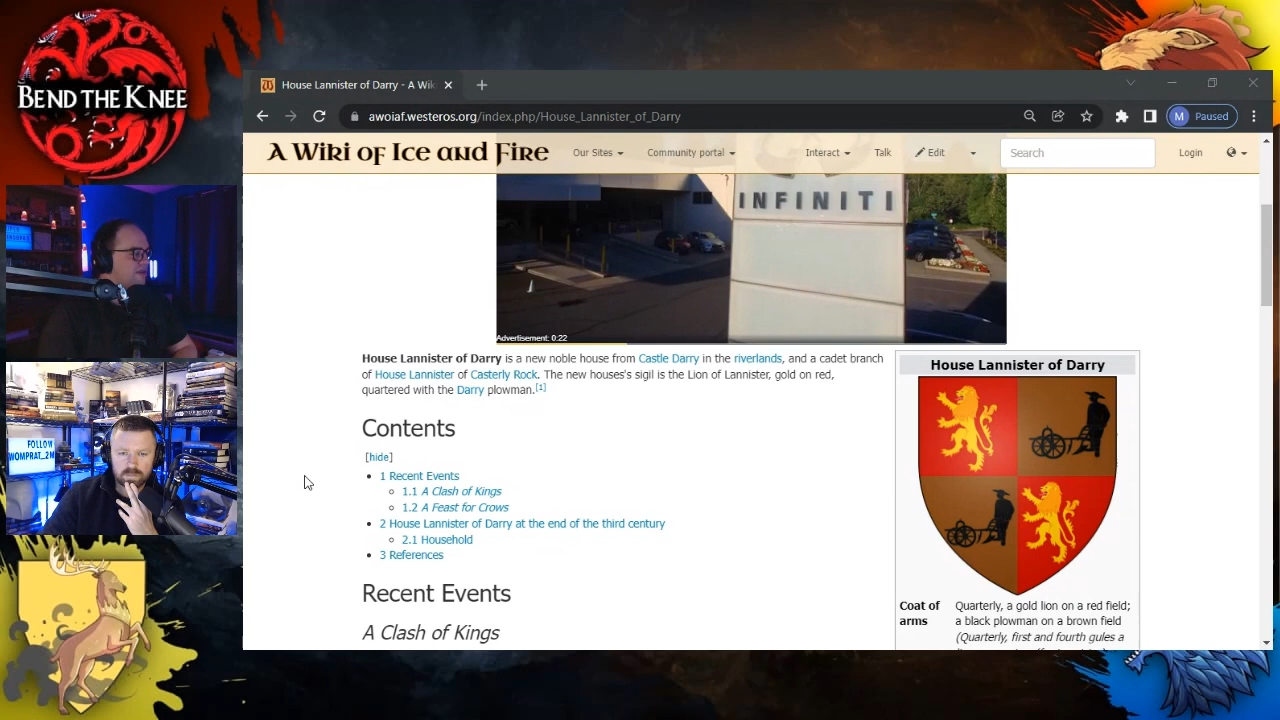 BEND THE KNEE
House Lannister of Darry - A Wik
awoiaf.westeros.org/index.php/House_Lannister_of_Darry
M Paused
A Wiki of Ice and Fire
Our Sites
Community portal
Interact
Talk
Edit
Search
Login
INFINITI
Advertisement: 0:22
House Lannister of Darry is a new noble house from Castle Darry in the riverlands, and a cadet branch
of House Lannister of Casterly Rock. The new houses's sigil is the Lion of Lannister, gold on red,
quartered with the Darry plowman.[1]
Contents
[hide]
1 Recent Events
1.1 A Clash of Kings
1.2 A Feast for Crows
2 House Lannister of Darry at the end of the third century
2.1 Household
3 References
Recent Events
A Clash of Kings
House Lannister of Darry
Coat of
arms
Quarterly, a gold lion on a red field;
a black plowman on a brown field
(Quarterly, first and fourth gules a
FOLLOW
WOMPRAT_2M